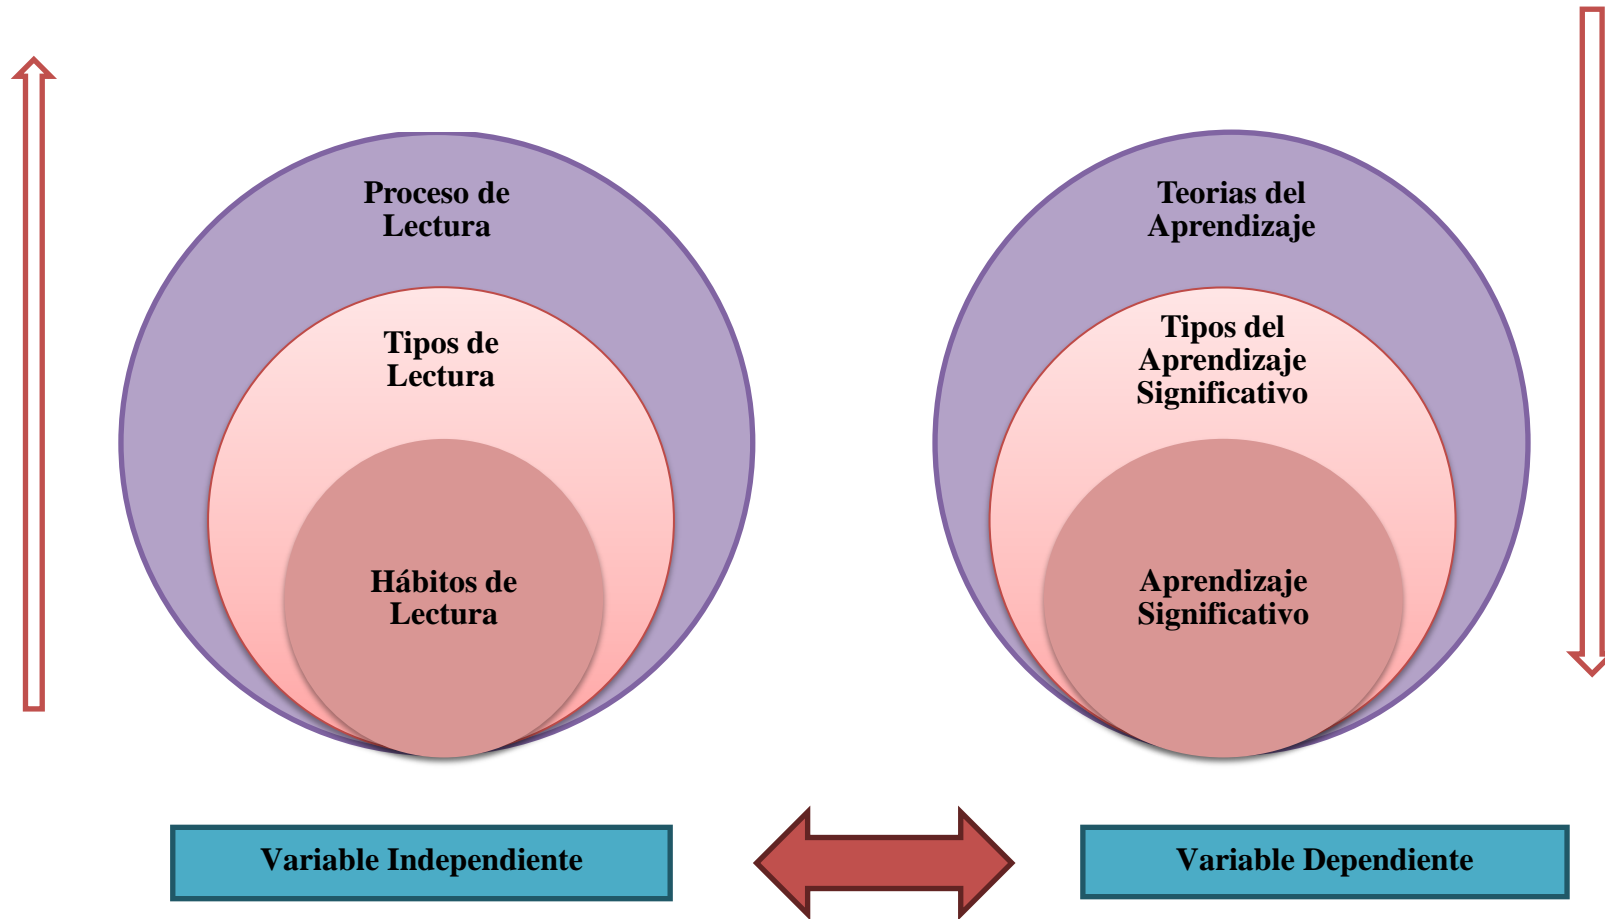 Proceso de
Lectura
Tipos de
Lectura
Hábitos de
Lectura
Teorias del
Aprendizaje
Tipos del
Aprendizaje
Significativo
Aprendizaje
Significativo
Variable Independiente
Variable Dependiente